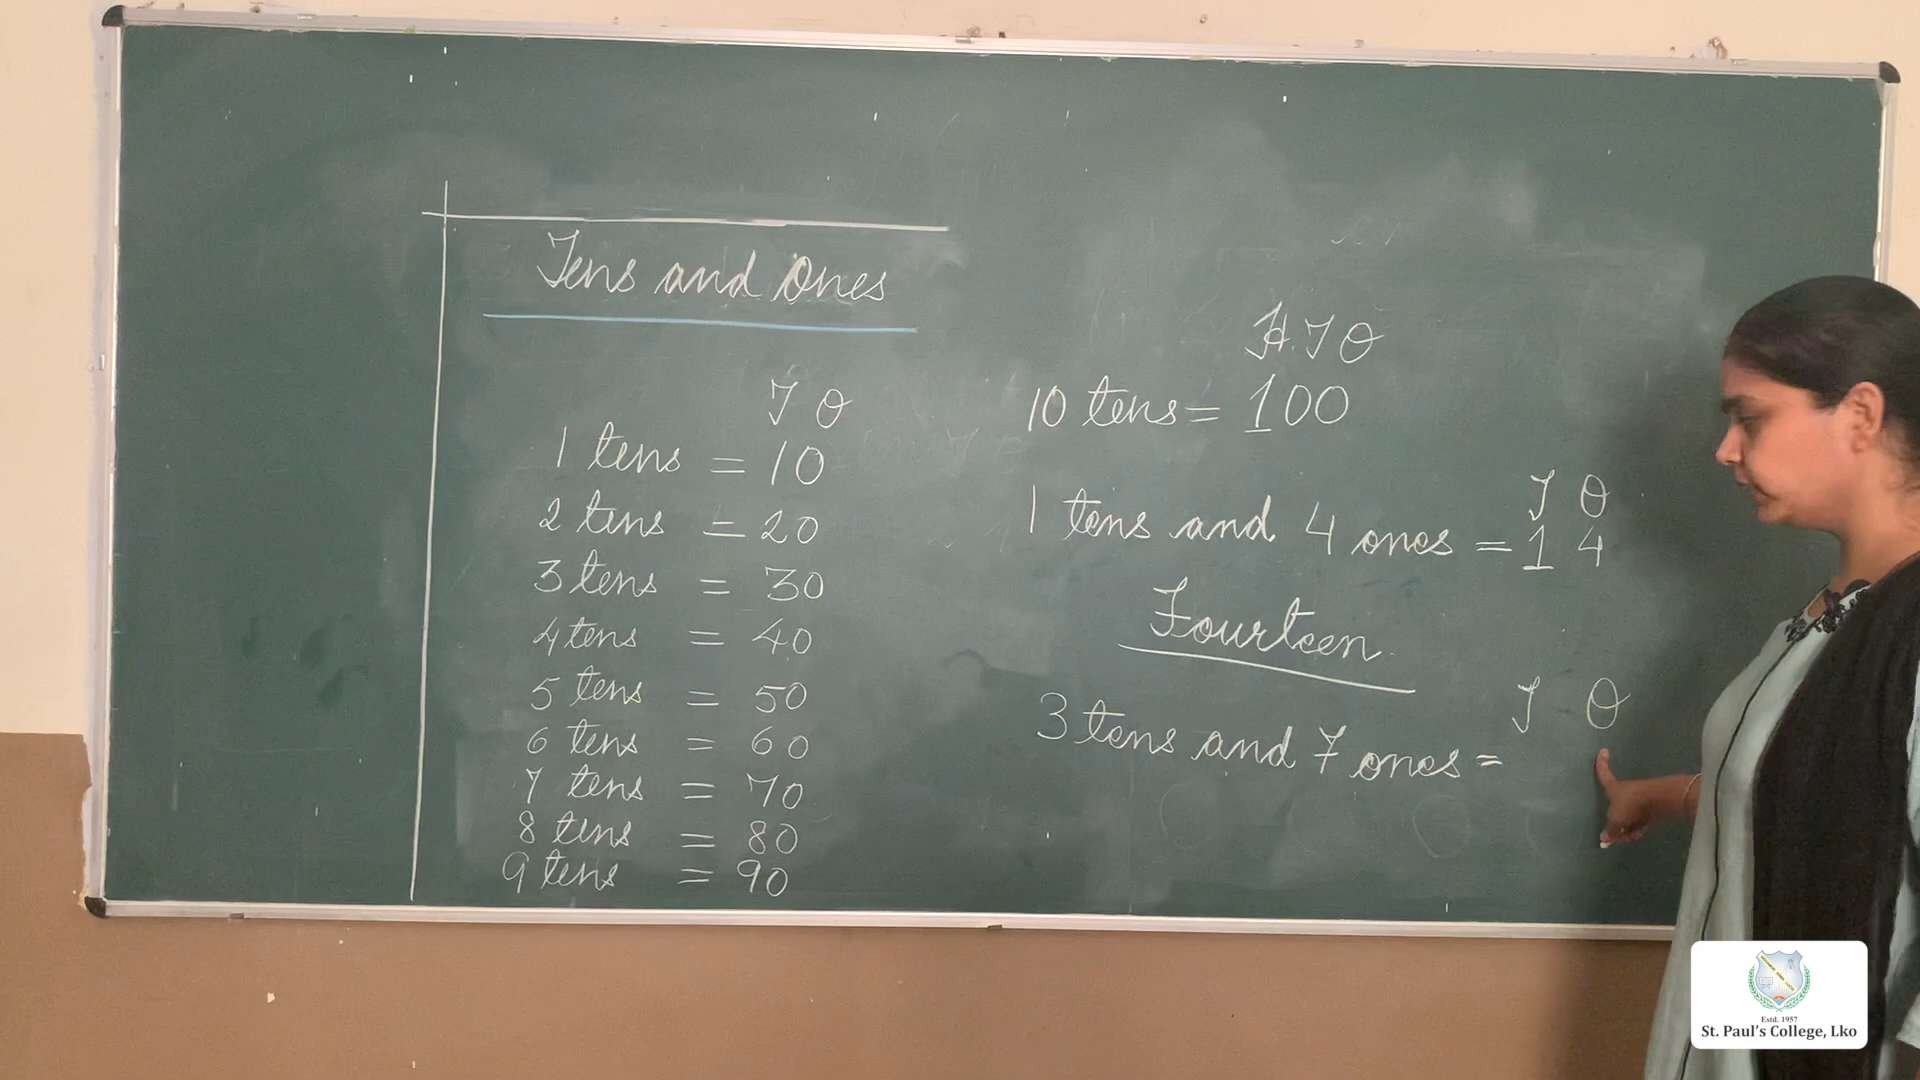 Tens and Ones
T O
1 tens = 10
2 tens = 20
3 tens = 30
4 tens = 40
5 tens = 50
6 tens = 60
7 tens = 70
8 tens = 80
9 tens = 90
H T O
10 tens = 100
T O
1 tens and 4 ones = 1 4
Fourteen
T O
3 tens and 7 ones =
Estd. 1957
St. Paul's College, Lko